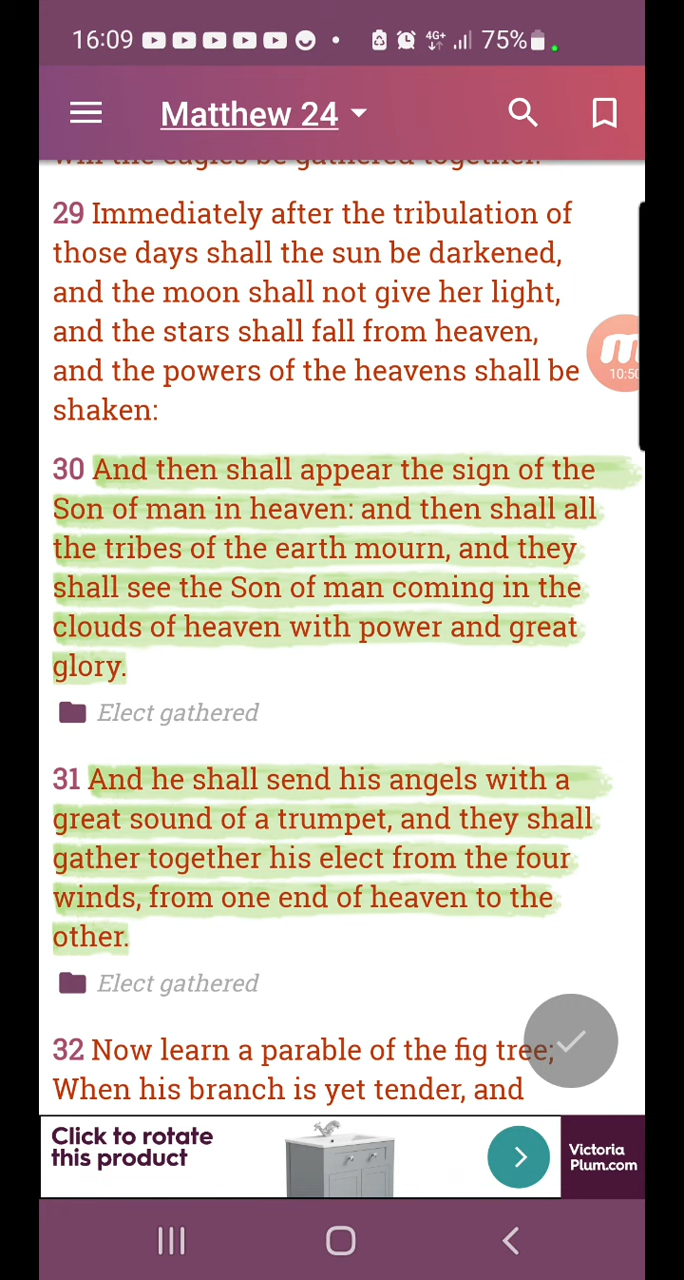 16:09
4G+
75%
Matthew 24
will the eagles be gathered together.
29 Immediately after the tribulation of
those days shall the sun be darkened,
and the moon shall not give her light,
and the stars shall fall from heaven,
and the powers of the heavens shall be
shaken:
m
10:50
30 And then shall appear the sign of the
Son of man in heaven: and then shall all
the tribes of the earth mourn, and they
shall see the Son of man coming in the
clouds of heaven with power and great
glory.
Elect gathered
31 And he shall send his angels with a
great sound of a trumpet, and they shall
gather together his elect from the four
winds, from one end of heaven to the
other.
Elect gathered
32 Now learn a parable of the fig tree;
When his branch is yet tender, and
Click to rotate
this product
Victoria
Plum.com